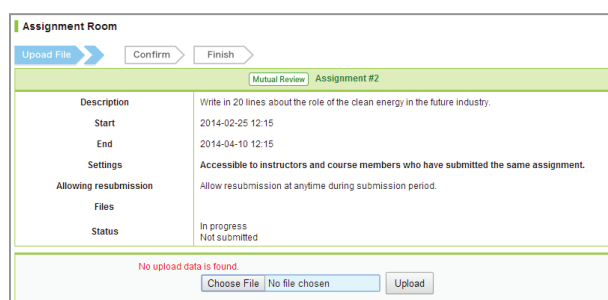 Assignment Room
Upoad File Confirm Finish
Mutual Review Assignment #2
Description Write in 20 lines about the role of the clean energy in the future industry.
Start 2014-02-25 12:15
End 2014-04-10 12:15
Settings Accessible to instructors and course members who have submitted the same assignment.
Allowing resubmission Allow resubmission at anytime during submission period.
Files
Status In progress
Not submitted
No upload data is found.
Choose File No file chosen Upload